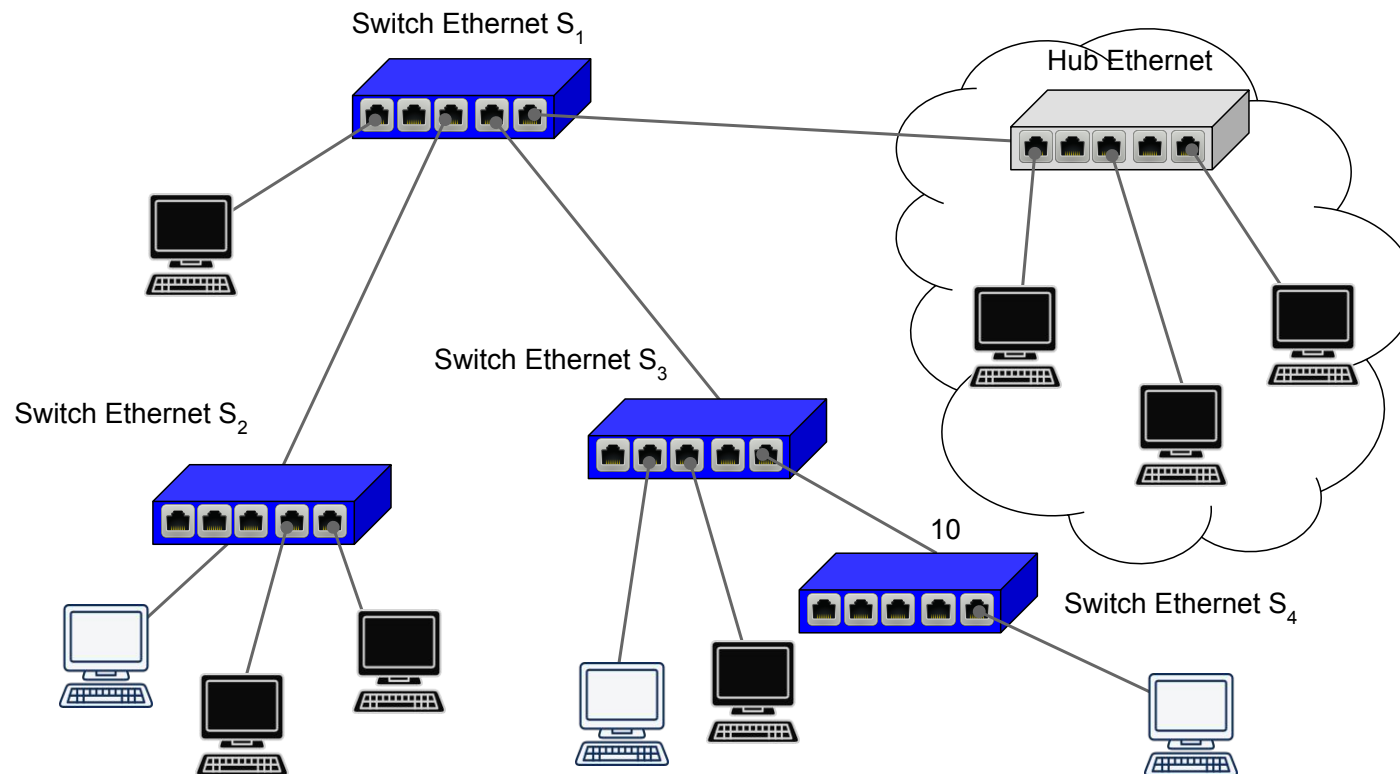 Switch Ethernet S₁
Hub Ethernet
Switch Ethernet S₃
Switch Ethernet S₂
10
Switch Ethernet S₄